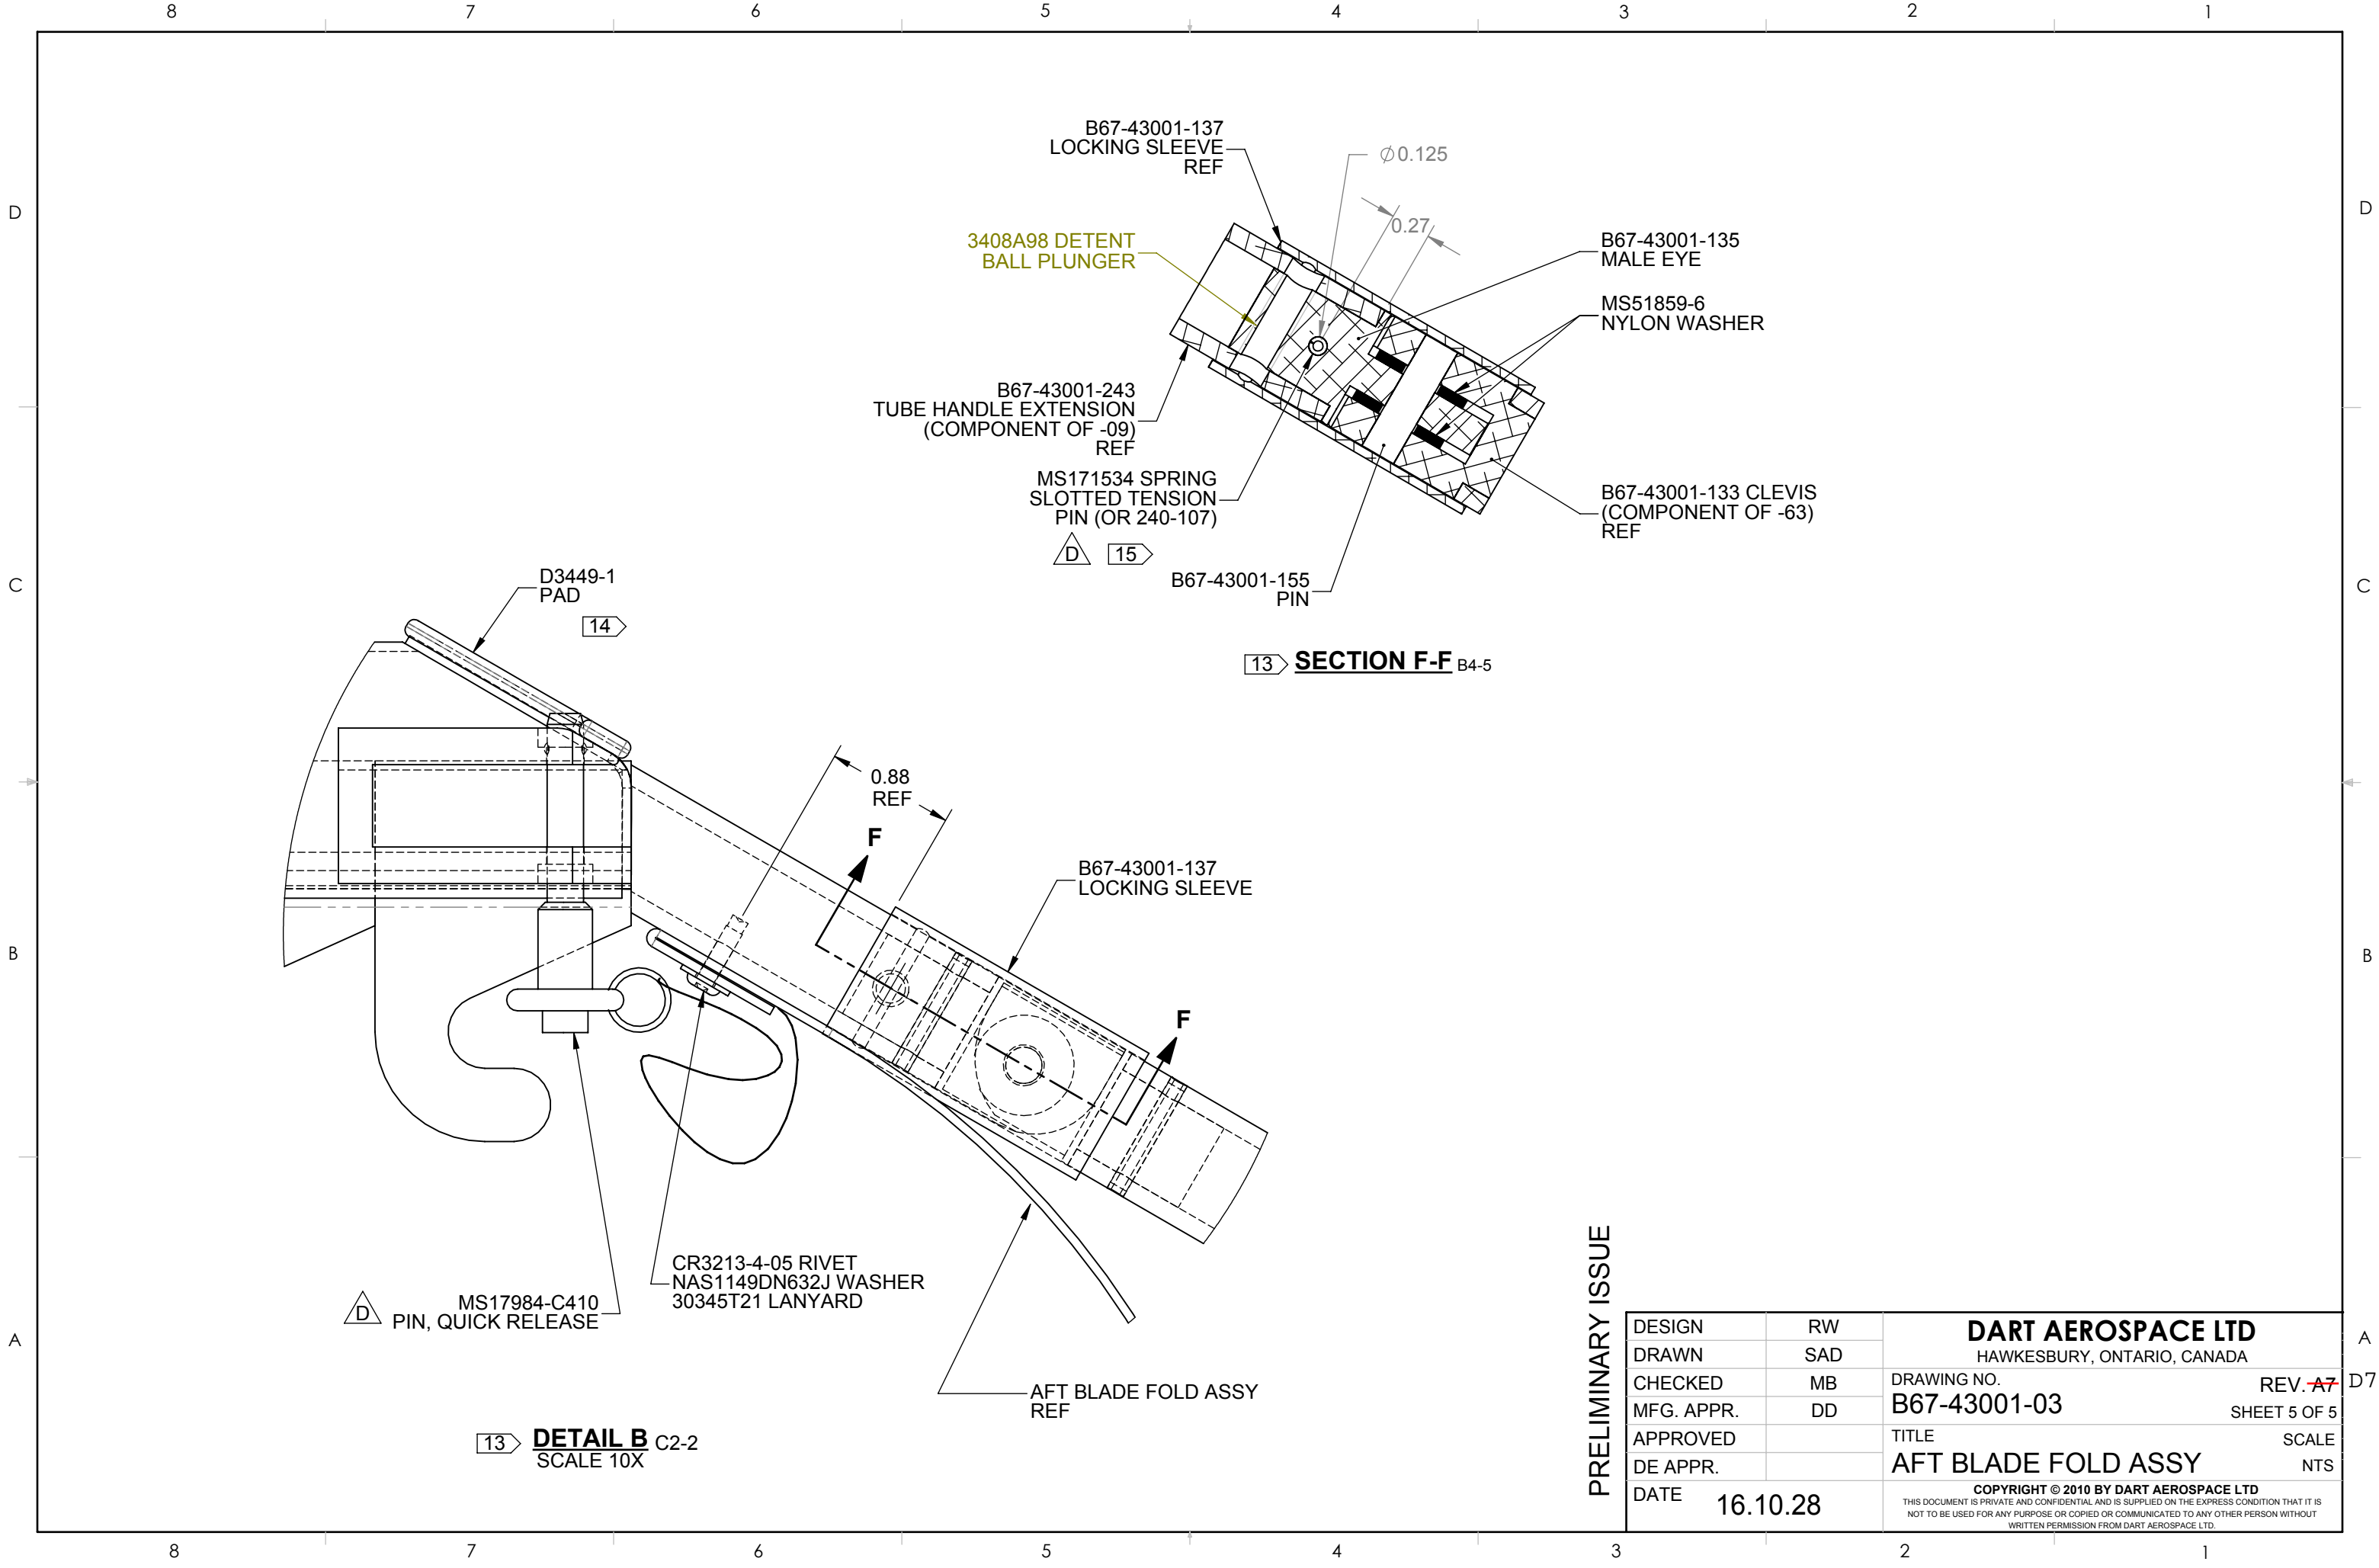 8 7 6 5 4 3 2 1
D
D
C
C
B
B
A
A
B67-43001-137
LOCKING SLEEVE
REF
∅0.125
0.27
3408A98 DETENT
BALL PLUNGER
B67-43001-135
MALE EYE
MS51859-6
NYLON WASHER
B67-43001-243
TUBE HANDLE EXTENSION
(COMPONENT OF -09)
REF
MS171534 SPRING
SLOTTED TENSION
PIN (OR 240-107)
D 15
B67-43001-133 CLEVIS
(COMPONENT OF -63)
REF
B67-43001-155
PIN
13 SECTION F-F B4-5
D3449-1
PAD
14
0.88
REF
F
F
B67-43001-137
LOCKING SLEEVE
CR3213-4-05 RIVET
NAS1149DN632J WASHER
30345T21 LANYARD
D
MS17984-C410
PIN, QUICK RELEASE
AFT BLADE FOLD ASSY
REF
13 DETAIL B C2-2
SCALE 10X
PRELIMINARY ISSUE
DESIGN RW
DRAWN SAD
CHECKED MB
MFG. APPR. DD
APPROVED
DE APPR.
DATE 16.10.28
DART AEROSPACE LTD
HAWKESBURY, ONTARIO, CANADA
DRAWING NO.
B67-43001-03
REV. A7 D7
SHEET 5 OF 5
TITLE
AFT BLADE FOLD ASSY
SCALE
NTS
COPYRIGHT © 2010 BY DART AEROSPACE LTD
THIS DOCUMENT IS PRIVATE AND CONFIDENTIAL AND IS SUPPLIED ON THE EXPRESS CONDITION THAT IT IS
NOT TO BE USED FOR ANY PURPOSE OR COPIED OR COMMUNICATED TO ANY OTHER PERSON WITHOUT
WRITTEN PERMISSION FROM DART AEROSPACE LTD.
8 7 6 5 4 3 2 1